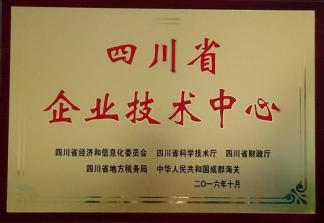 四川省
企业技术中心
四川省经济和信息化委员会 四川省科学技术厅 四川省财政厅
四川省地方税务局 中华人民共和国成都海关
二〇一六年十月